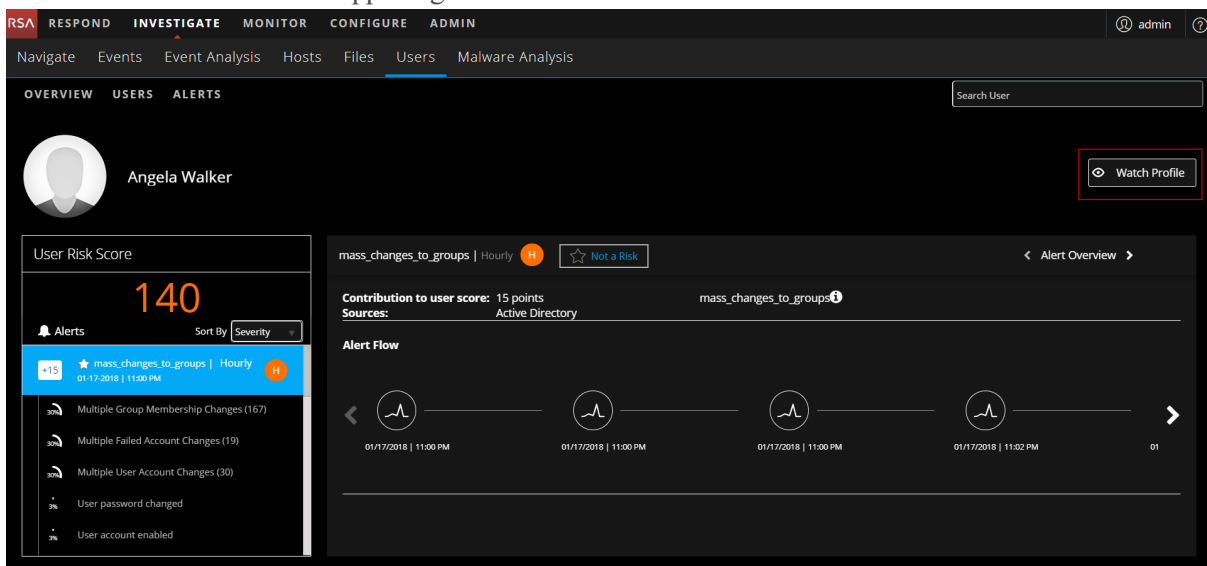 RSA RESPOND INVESTIGATE MONITOR CONFIGURE ADMIN admin ?
Navigate Events Event Analysis Hosts Files Users Malware Analysis
OVERVIEW USERS ALERTS Search User
Angela Walker
Watch Profile
User Risk Score
140
Alerts Sort By Severity
+15 mass_changes_to_groups | Hourly H
01-17-2018 | 11:00 PM
30% Multiple Group Membership Changes (167)
30% Multiple Failed Account Changes (19)
30% Multiple User Account Changes (30)
3% User password changed
3% User account enabled
mass_changes_to_groups | Hourly H Not a Risk Alert Overview
Contribution to user score: 15 points mass_changes_to_groups
Sources: Active Directory
Alert Flow
01/17/2018 | 11:00 PM 01/17/2018 | 11:00 PM 01/17/2018 | 11:00 PM 01/17/2018 | 11:02 PM 01